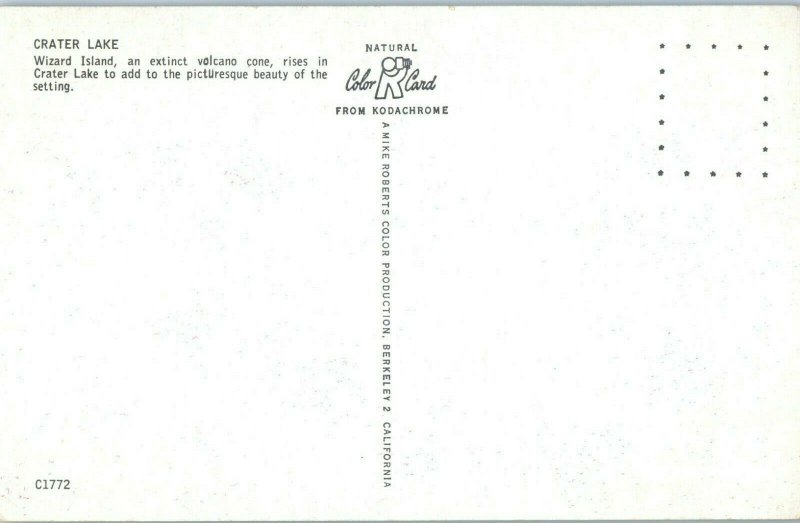 CRATER LAKE
Wizard Island, an extinct volcano cone, rises in
Crater Lake to add to the picturesque beauty of the
setting.
NATURAL
Color Card
FROM KODACHROME
A MIKE ROBERTS COLOR PRODUCTION, BERKELEY 2 CALIFORNIA
C1772